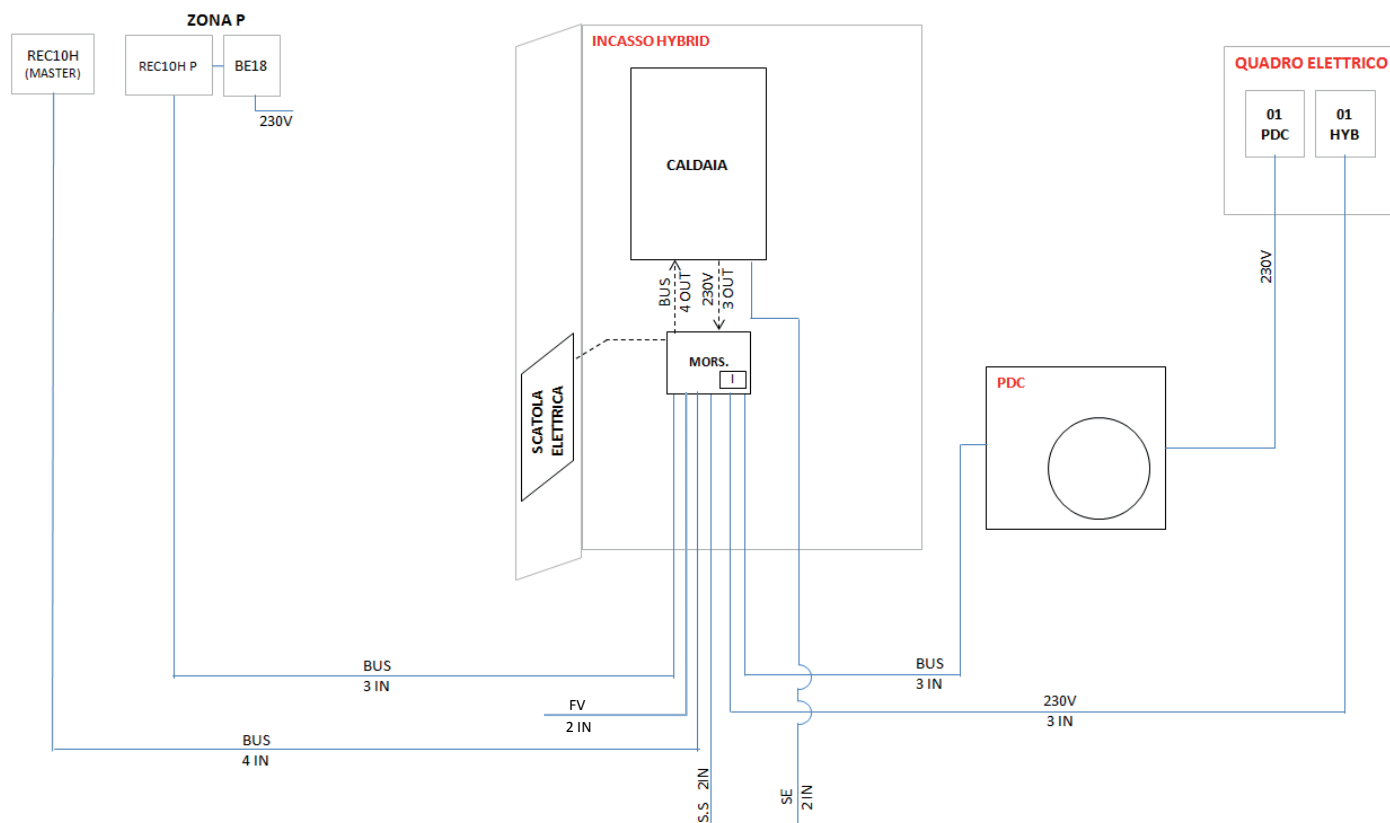 ZONA P
REC10H
(MASTER)
REC10H P
BE18
230V
INCASSO HYBRID
CALDAIA
BUS
4 OUT
230V
3 OUT
MORS.
I
SCATOLA
ELETTRICA
QUADRO ELETTRICO
01
PDC
01
HYB
230V
PDC
BUS
3 IN
FV
2 IN
BUS
4 IN
S.S 2IN
SE
2 IN
BUS
3 IN
230V
3 IN